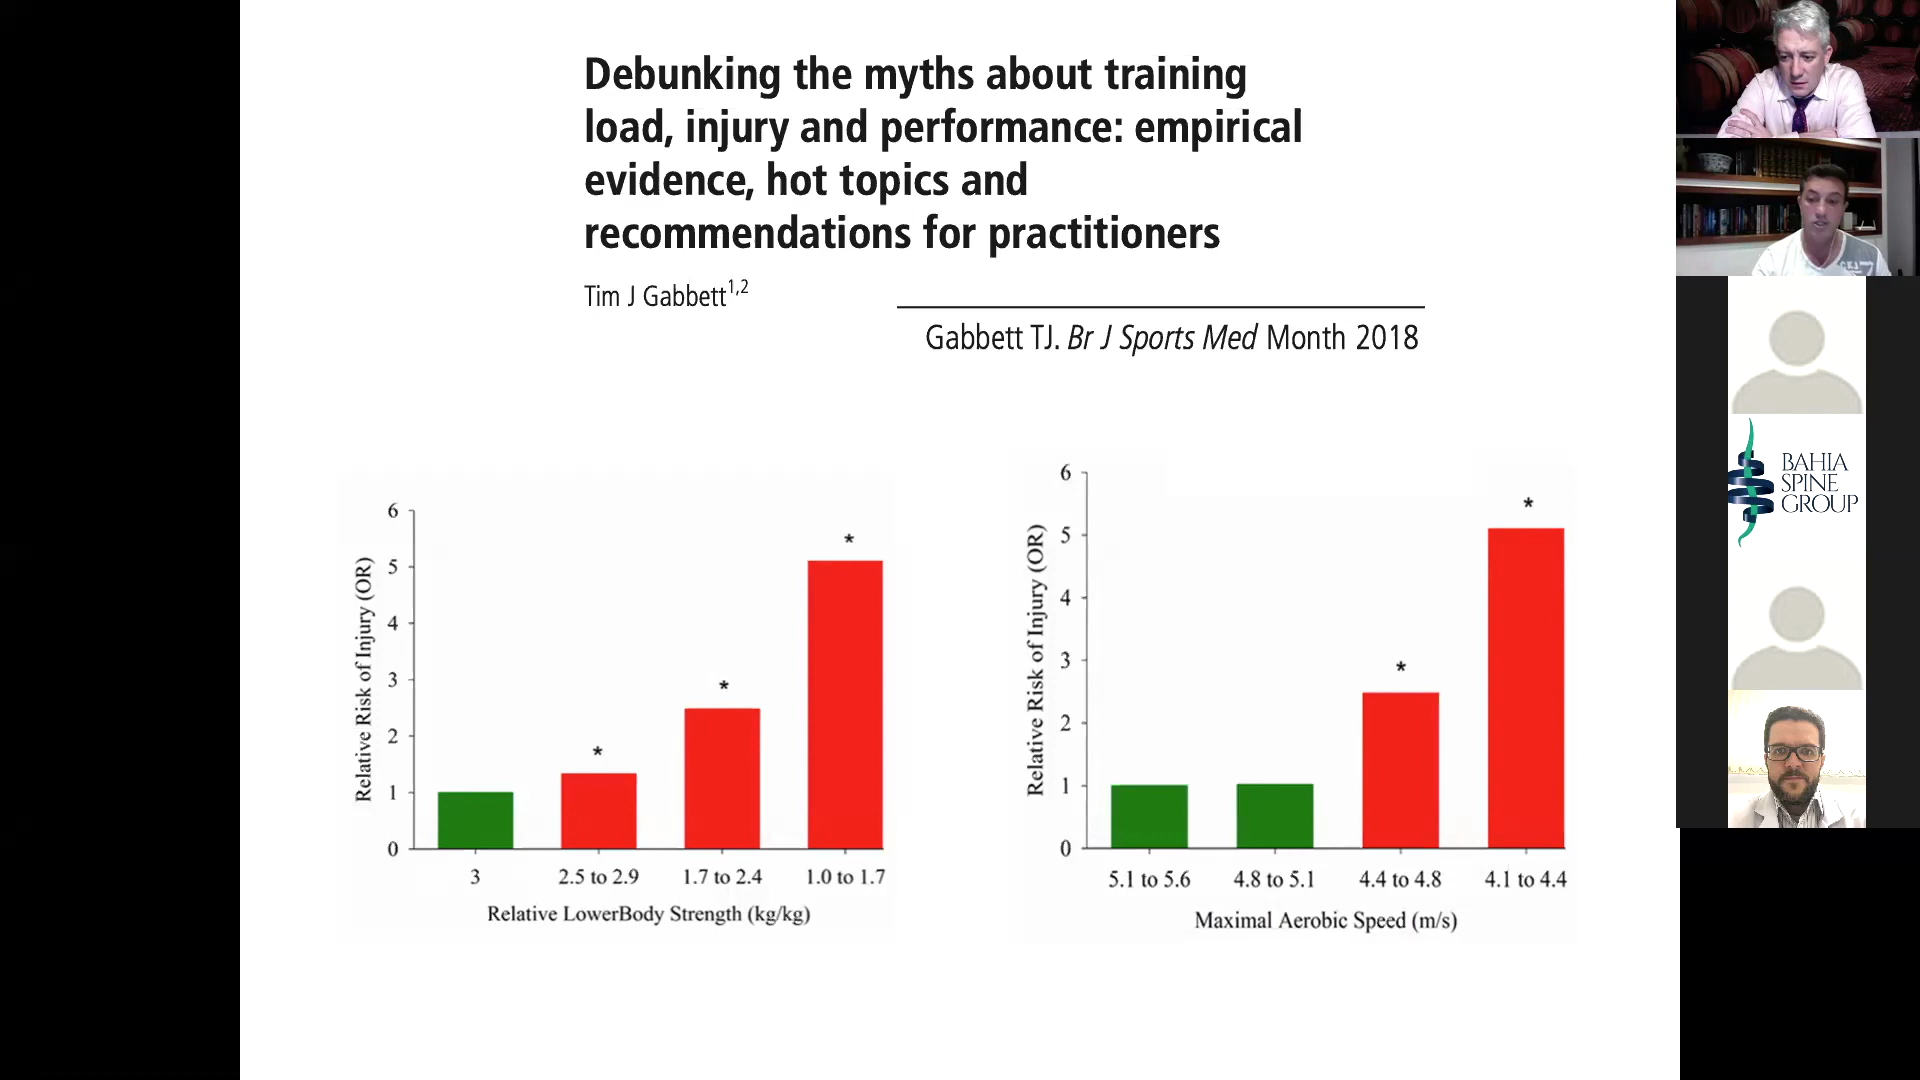 Debunking the myths about training
load, injury and performance: empirical
evidence, hot topics and
recommendations for practitioners
Tim J Gabbett1,2
Gabbett TJ. Br J Sports Med Month 2018
Relative Risk of Injury (OR)
6
5
4
3
2
1
0
*
*
*
3
2.5 to 2.9
1.7 to 2.4
1.0 to 1.7
Relative LowerBody Strength (kg/kg)
Relative Risk of Injury (OR)
6
5
4
3
2
1
0
*
*
5.1 to 5.6
4.8 to 5.1
4.4 to 4.8
4.1 to 4.4
Maximal Aerobic Speed (m/s)
BAHIA
SPINE
GROUP